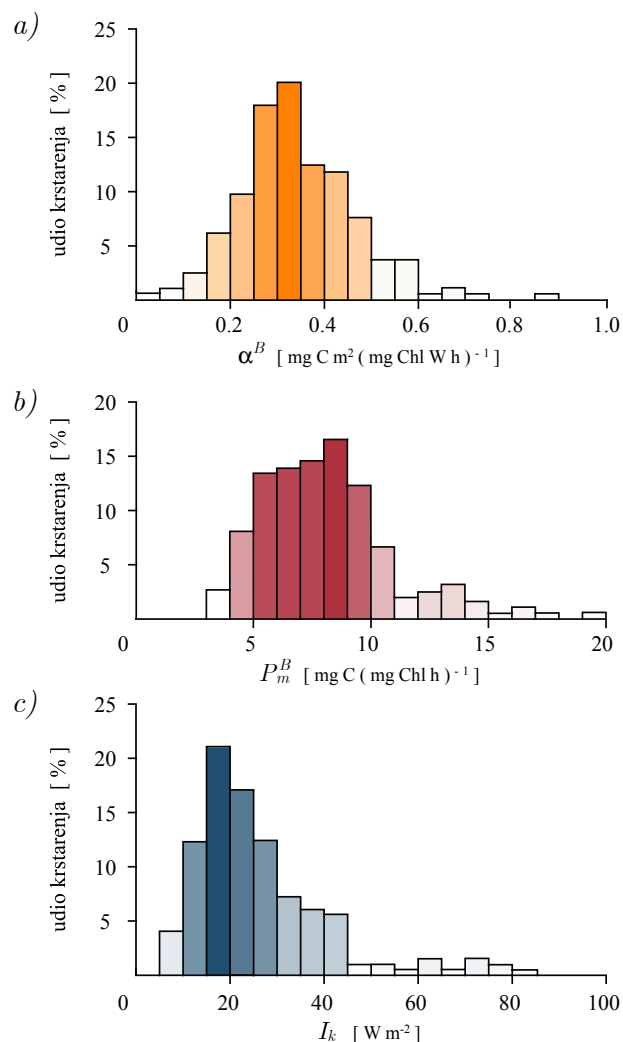 a)
udio krstarenja [ % ]
25
20
15
10
5
0 0.2 0.4 0.6 0.8 1.0
α^B [ mg C m² ( mg Chl W h ) ⁻¹ ]
b)
udio krstarenja [ % ]
20
15
10
5
0 5 10 15 20
P_m^B [ mg C ( mg Chl h ) ⁻¹ ]
c)
udio krstarenja [ % ]
25
20
15
10
5
0 20 40 60 80 100
I_k [ W m⁻² ]